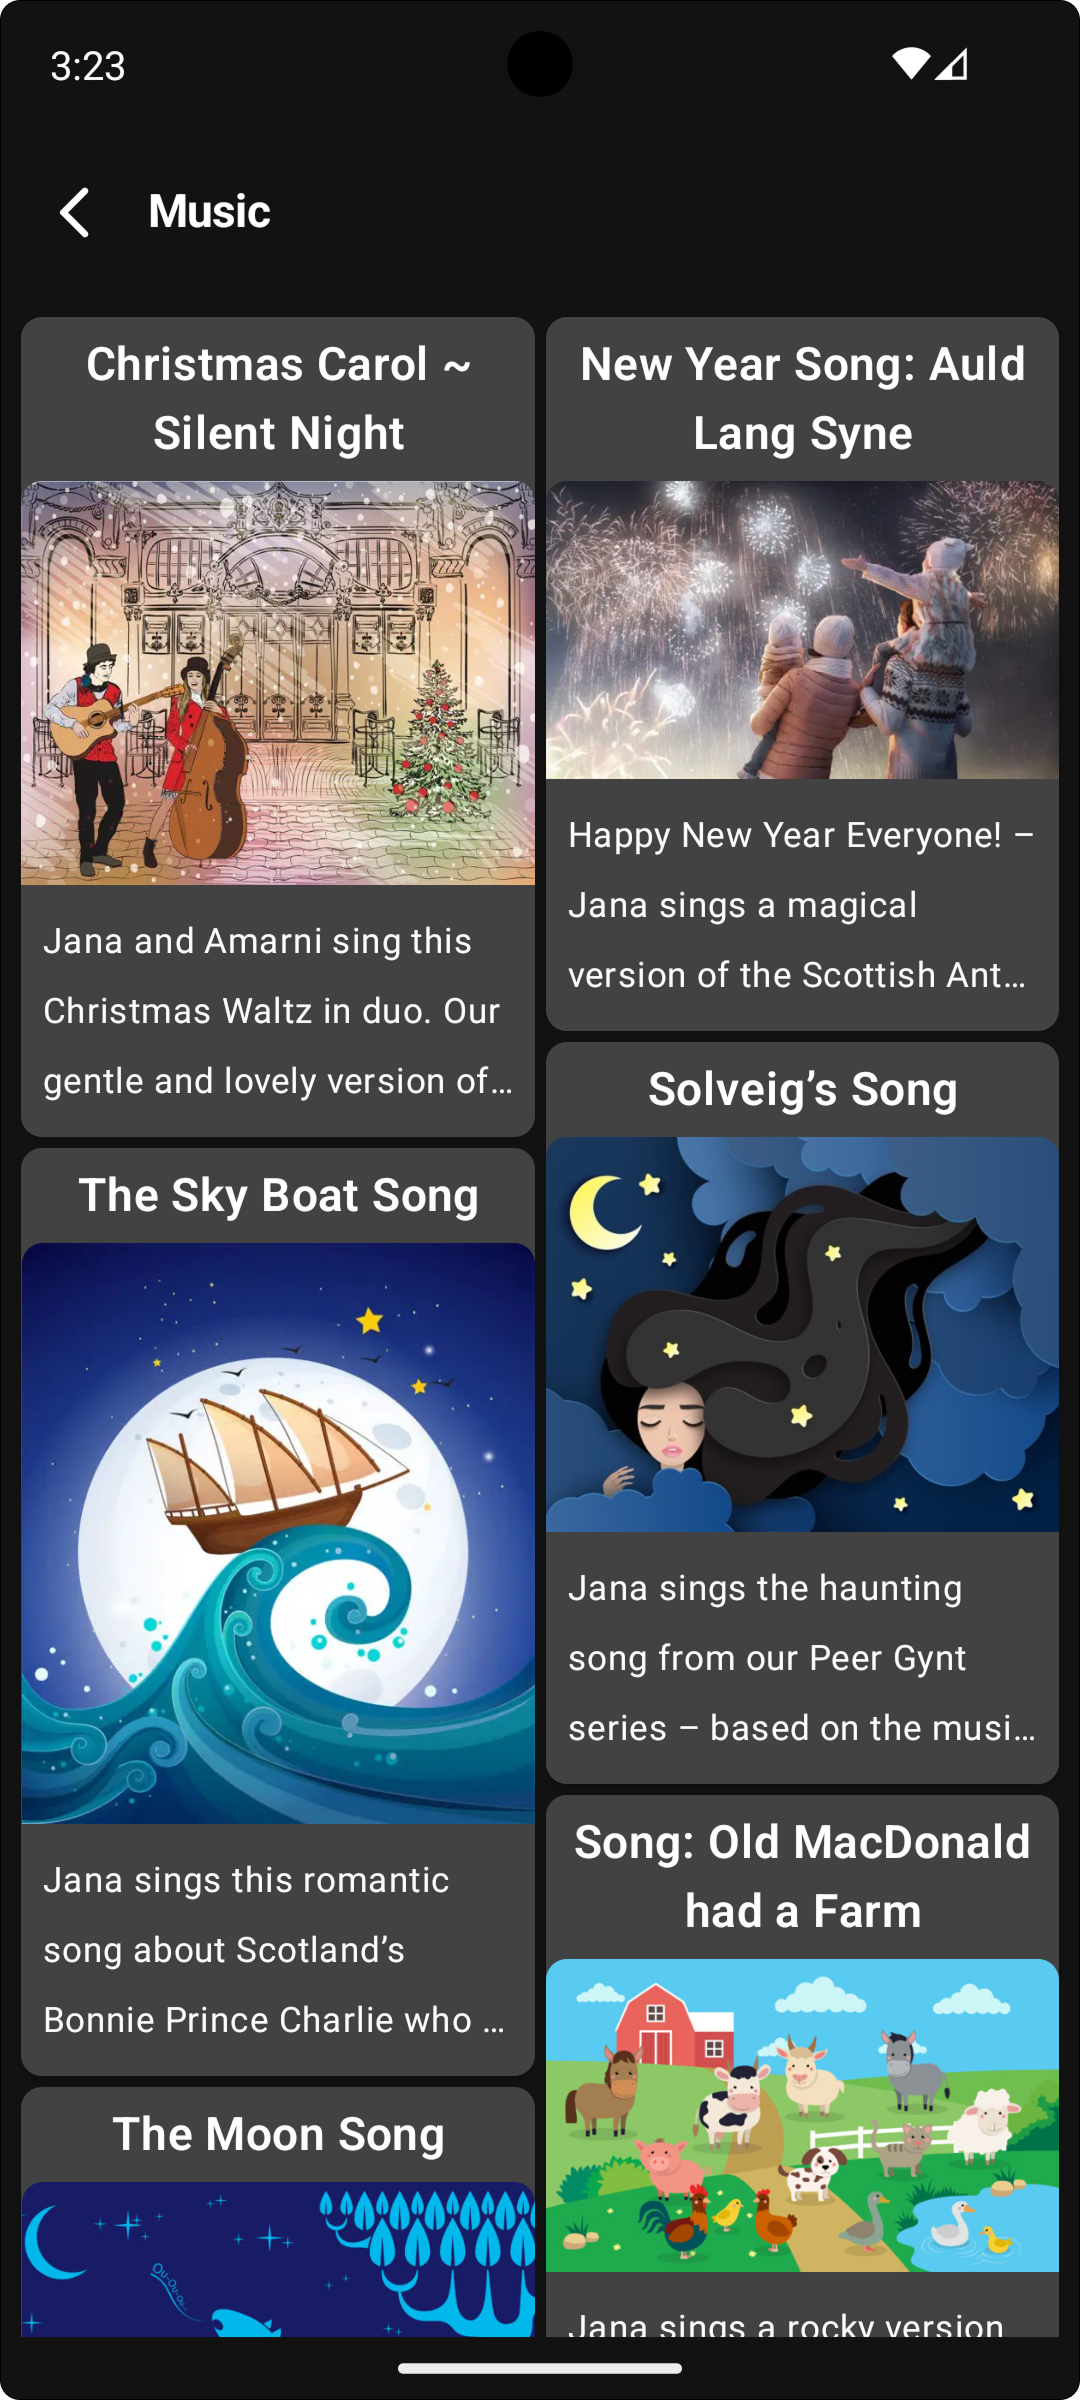 3:23
Music
Christmas Carol ~
Silent Night
Jana and Amarni sing this
Christmas Waltz in duo. Our
gentle and lovely version of…
New Year Song: Auld
Lang Syne
Happy New Year Everyone! –
Jana sings a magical
version of the Scottish Ant…
The Sky Boat Song
Jana sings this romantic
song about Scotland’s
Bonnie Prince Charlie who …
Solveig’s Song
Jana sings the haunting
song from our Peer Gynt
series – based on the musi…
Song: Old MacDonald
had a Farm
Jana sings a rocky version
The Moon Song
Ou-Ou-Ou...